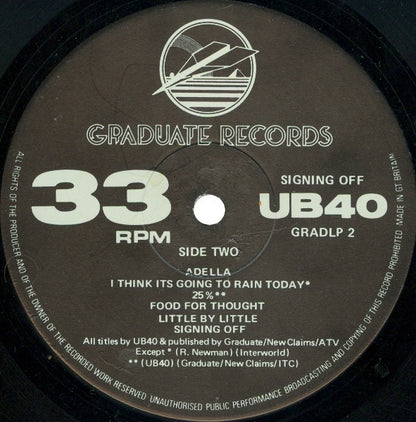 GRADUATE RECORDS
33
RPM
SIGNING OFF
UB40
GRADLP 2
SIDE TWO
ADELLA
I THINK ITS GOING TO RAIN TODAY*
25%**
FOOD FOR THOUGHT
LITTLE BY LITTLE
SIGNING OFF
All titles by UB40 & published by Graduate/New Claims/ATV
Except * (R. Newman) (Interworld)
** (UB40) (Graduate/New Claims/ITC)
ALL RIGHTS OF THE PRODUCER AND OF THE OWNER OF THE RECORDED WORK RESERVED UNAUTHORISED PUBLIC PERFORMANCE BROADCASTING AND COPYING OF THIS RECORD PROHIBITED MADE IN GT BRITAIN